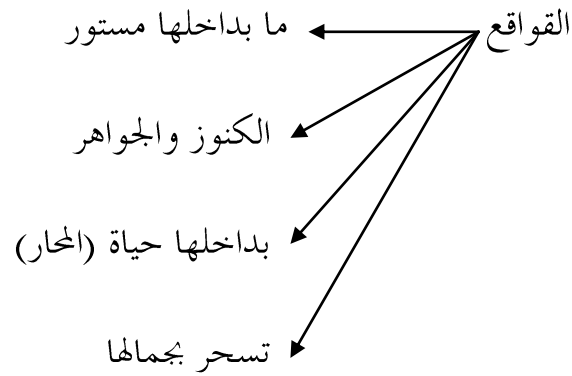 القواقع
ما بداخلها مستور
الكنوز والجواهر
بداخلها حياة (المحار)
تسحر بجمالها